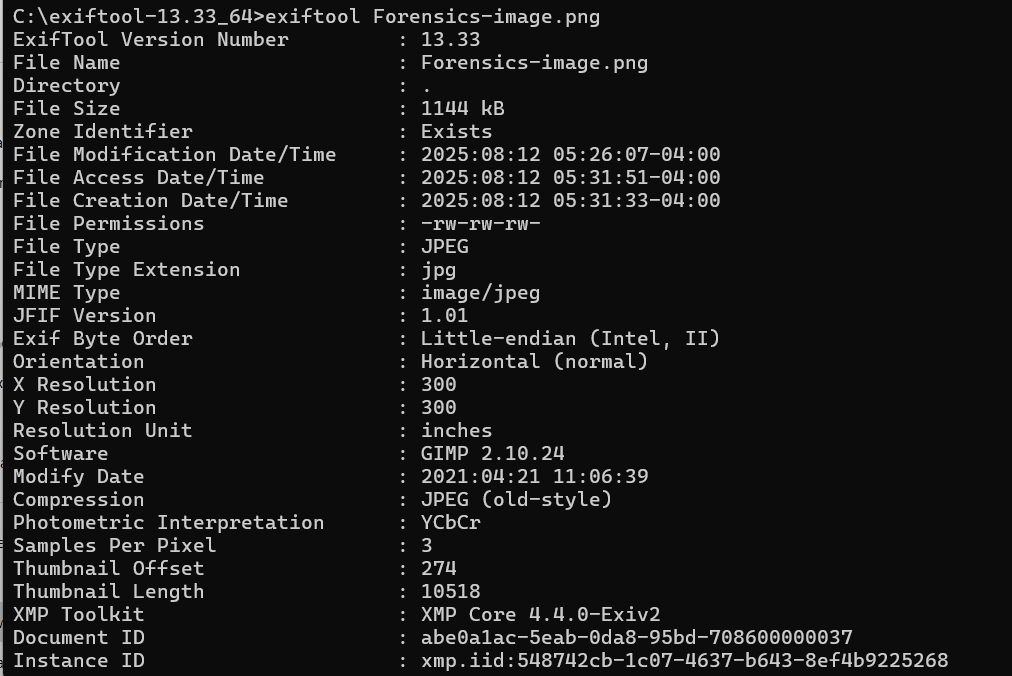 C:\exiftool-13.33_64>exiftool Forensics-image.png
ExifTool Version Number : 13.33
File Name : Forensics-image.png
Directory : .
File Size : 1144 kB
Zone Identifier : Exists
File Modification Date/Time : 2025:08:12 05:26:07-04:00
File Access Date/Time : 2025:08:12 05:31:51-04:00
File Creation Date/Time : 2025:08:12 05:31:33-04:00
File Permissions : -rw-rw-rw-
File Type : JPEG
File Type Extension : jpg
MIME Type : image/jpeg
JFIF Version : 1.01
Exif Byte Order : Little-endian (Intel, II)
Orientation : Horizontal (normal)
X Resolution : 300
Y Resolution : 300
Resolution Unit : inches
Software : GIMP 2.10.24
Modify Date : 2021:04:21 11:06:39
Compression : JPEG (old-style)
Photometric Interpretation : YCbCr
Samples Per Pixel : 3
Thumbnail Offset : 274
Thumbnail Length : 10518
XMP Toolkit : XMP Core 4.4.0-Exiv2
Document ID : abe0a1ac-5eab-0da8-95bd-708600000037
Instance ID : xmp.iid:548742cb-1c07-4637-b643-8ef4b9225268